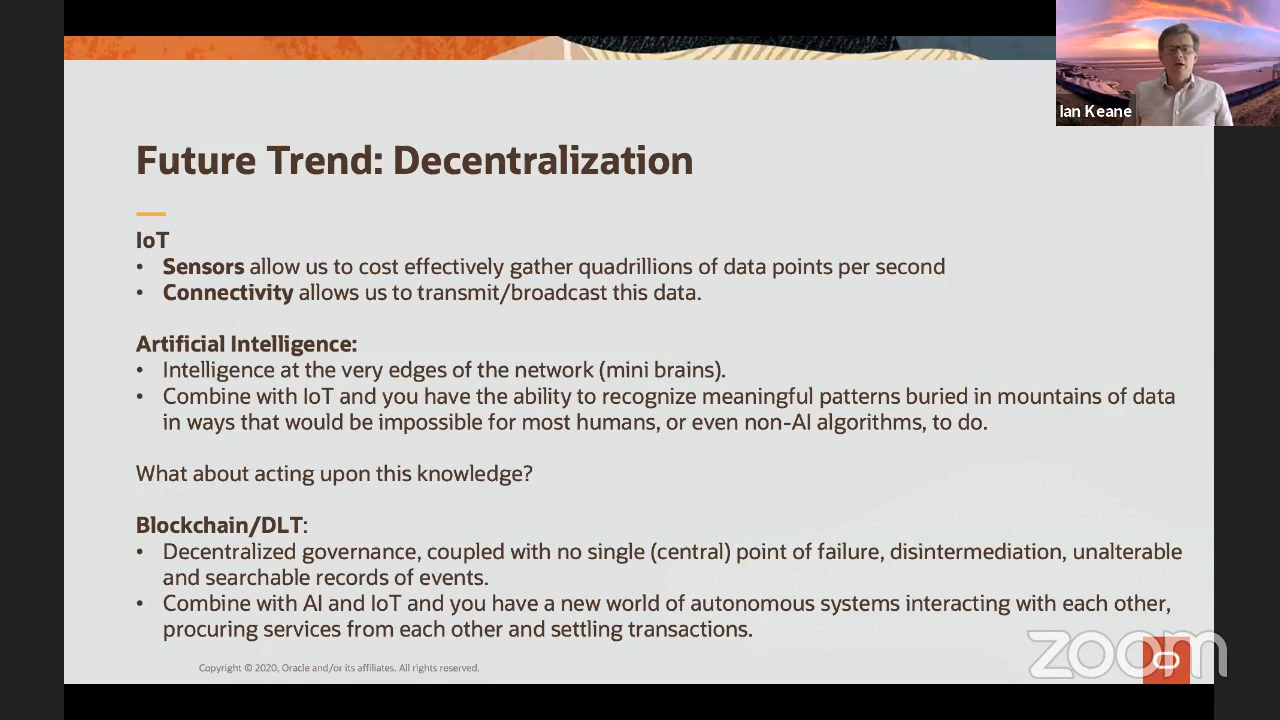 Ian Keane
Future Trend: Decentralization
IoT
• Sensors allow us to cost effectively gather quadrillions of data points per second
• Connectivity allows us to transmit/broadcast this data.
Artificial Intelligence:
• Intelligence at the very edges of the network (mini brains).
• Combine with IoT and you have the ability to recognize meaningful patterns buried in mountains of data
in ways that would be impossible for most humans, or even non-AI algorithms, to do.
What about acting upon this knowledge?
Blockchain/DLT:
• Decentralized governance, coupled with no single (central) point of failure, disintermediation, unalterable
and searchable records of events.
• Combine with AI and IoT and you have a new world of autonomous systems interacting with each other,
procuring services from each other and settling transactions.
Copyright © 2020, Oracle and/or its affiliates. All rights reserved.
zoom